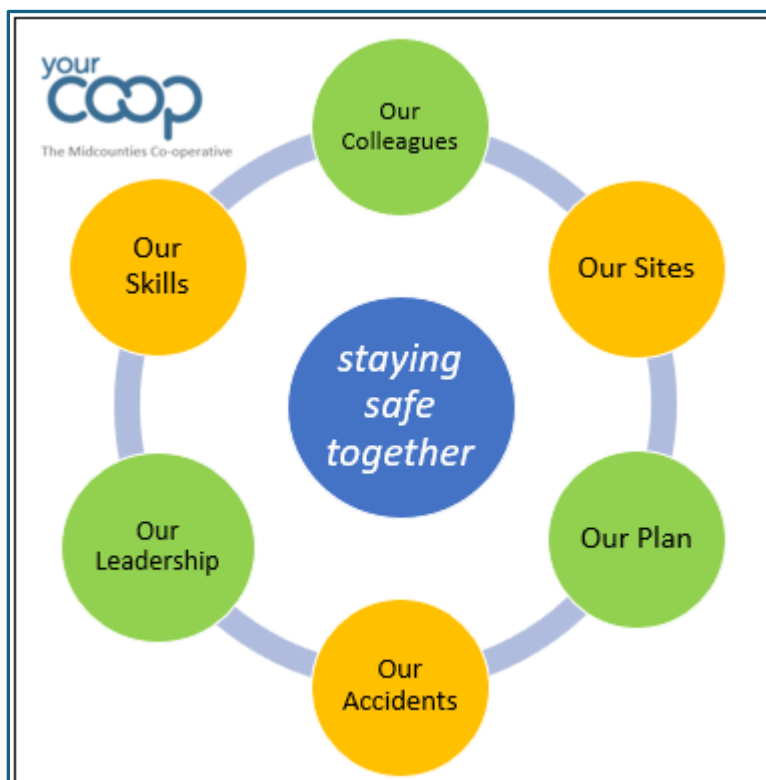 your
coop
The Midcounties Co-operative
Our
Colleagues
Our Sites
Our Plan
Our
Accidents
Our
Leadership
Our
Skills
staying
safe
together